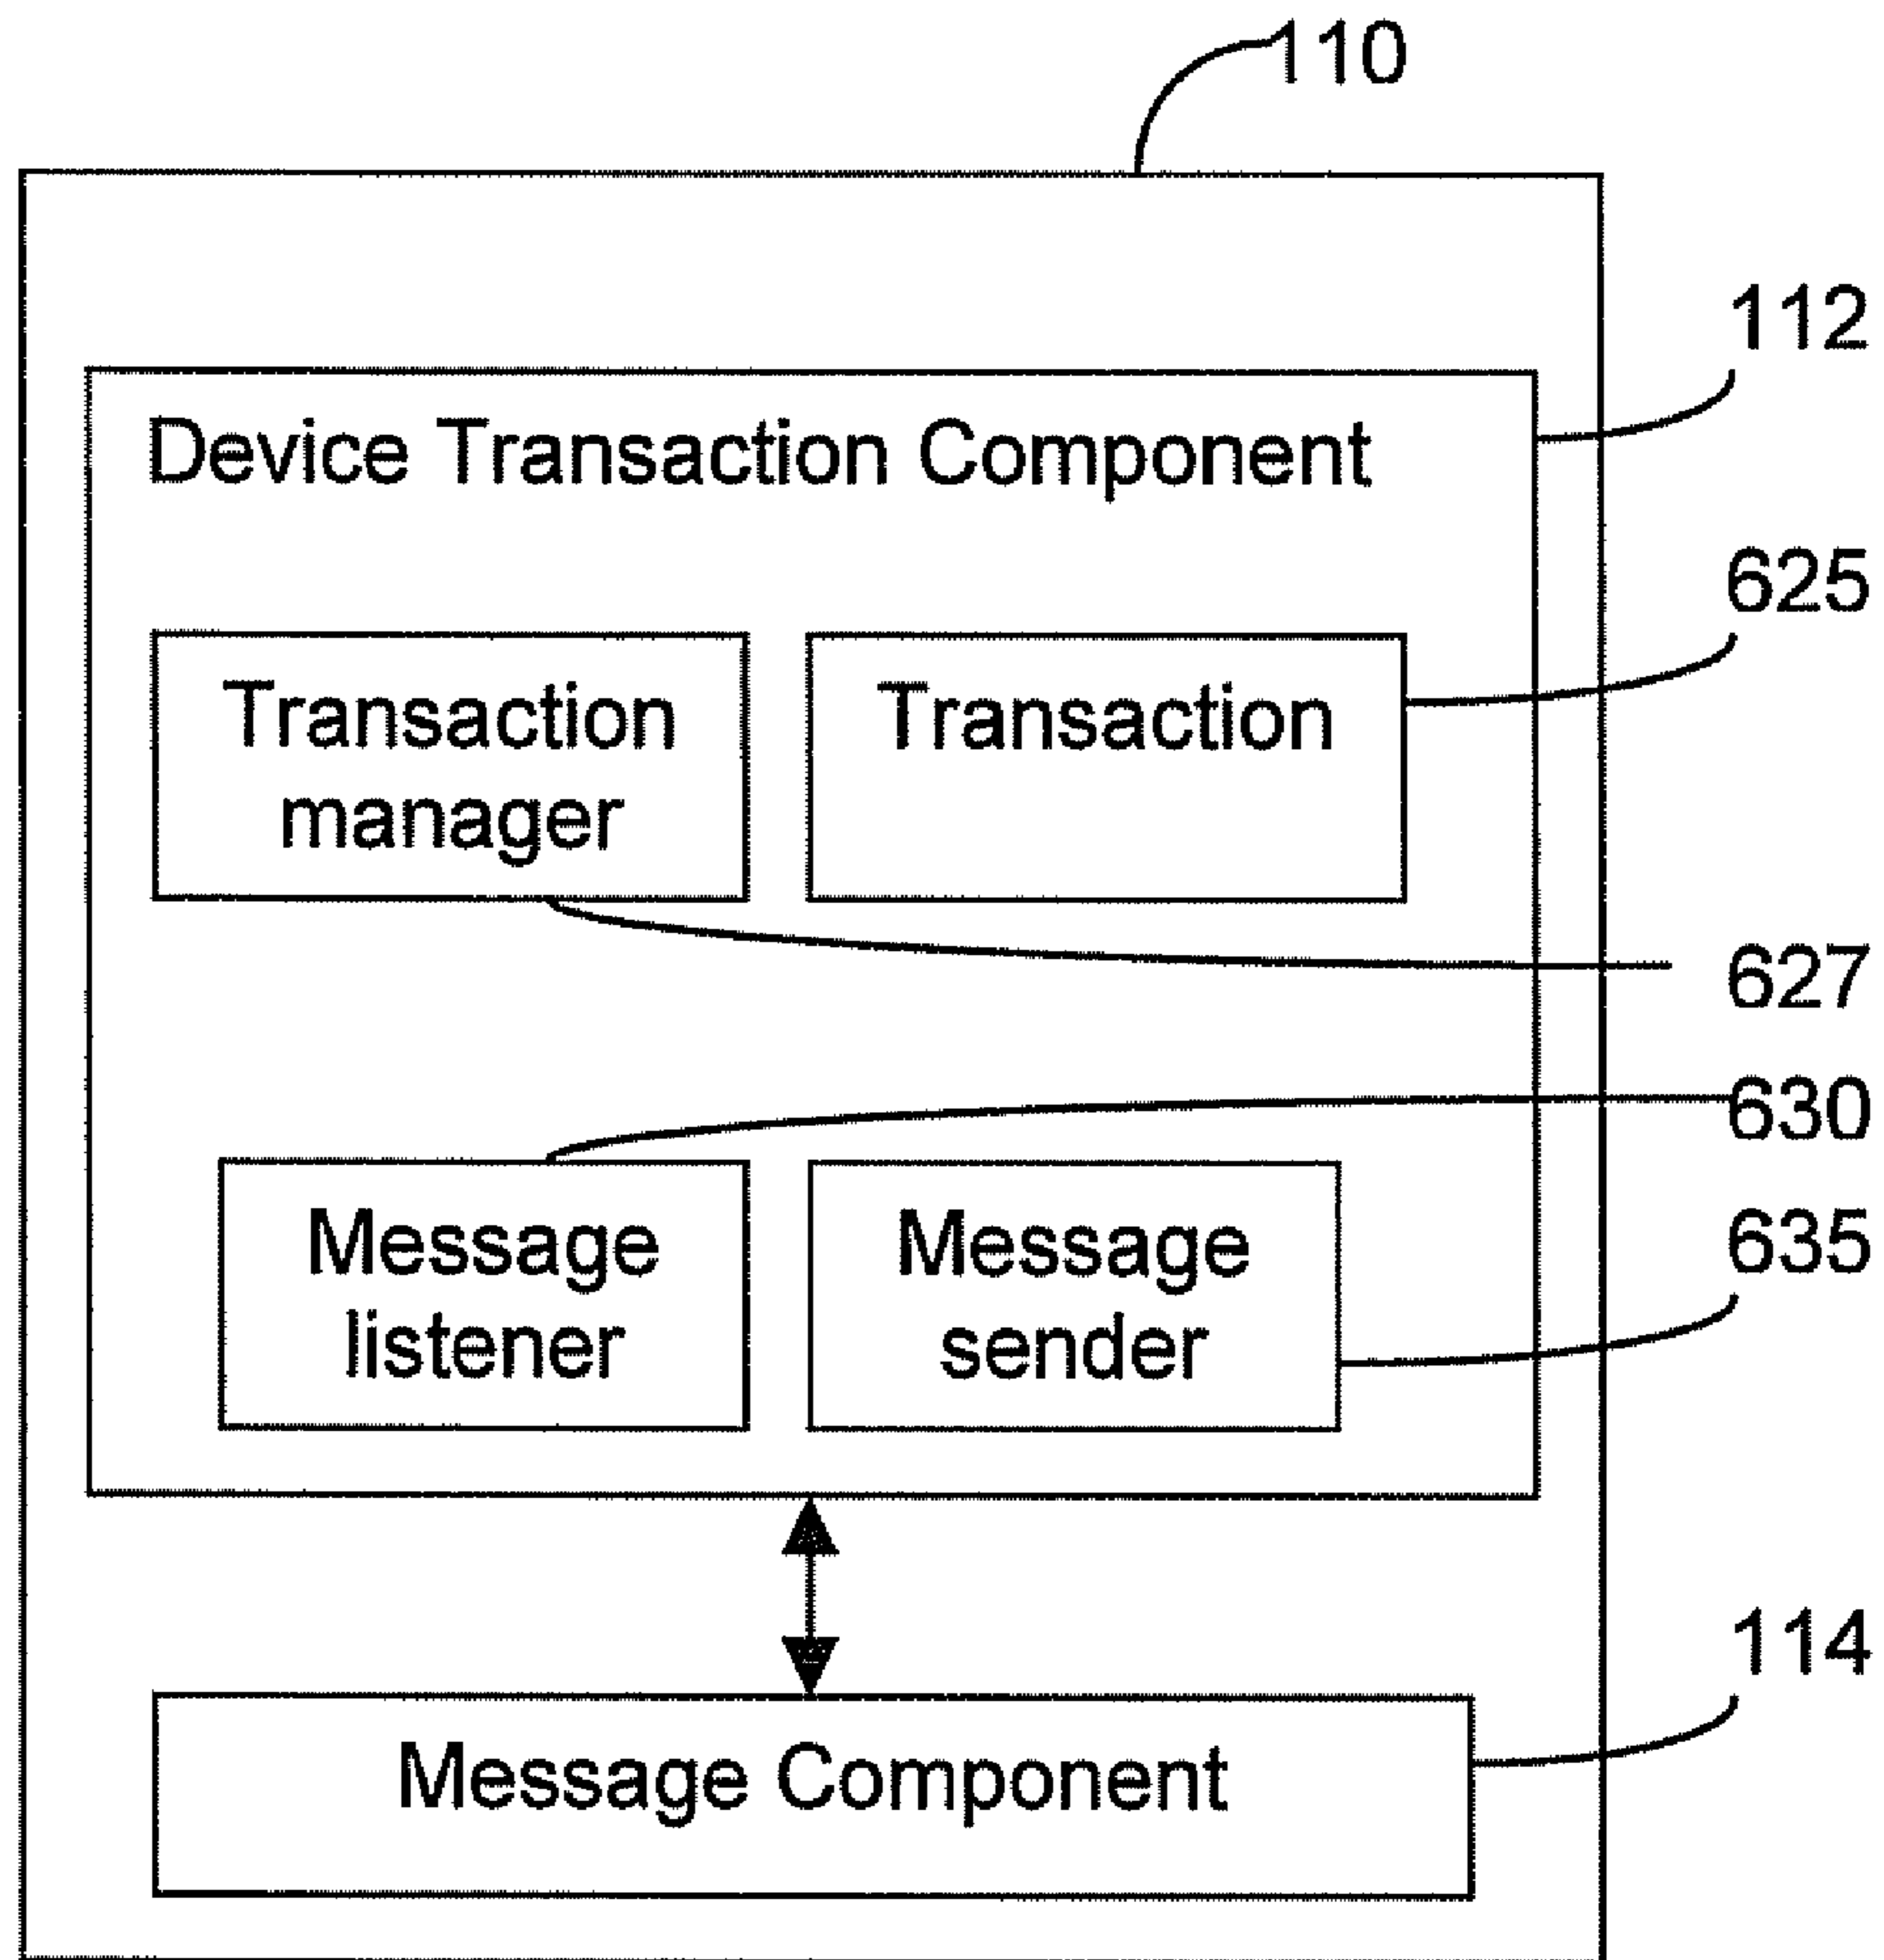 110
112
Device Transaction Component
625
Transaction
manager
Transaction
627
630
Message
listener
Message
sender
635
114
Message Component